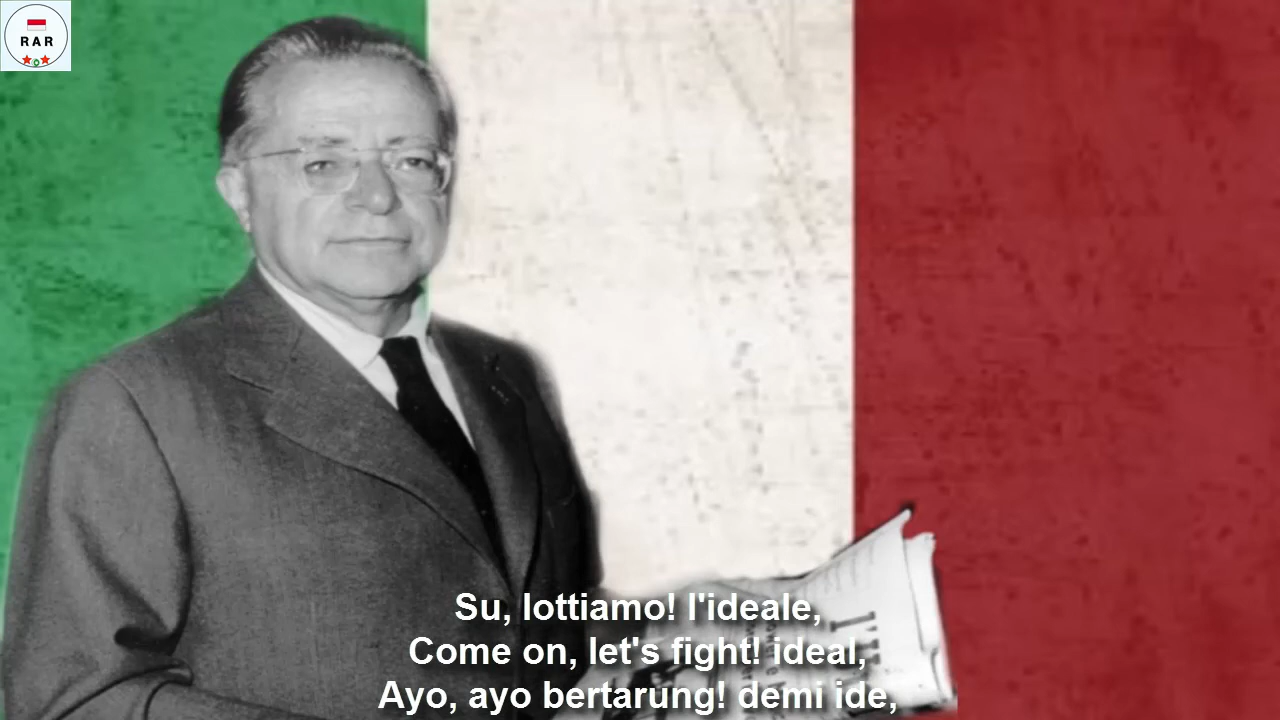 RAR
Su, lottiamo! l'ideale,
Come on, let's fight! ideal,
Ayo, ayo bertarung! demi ide,